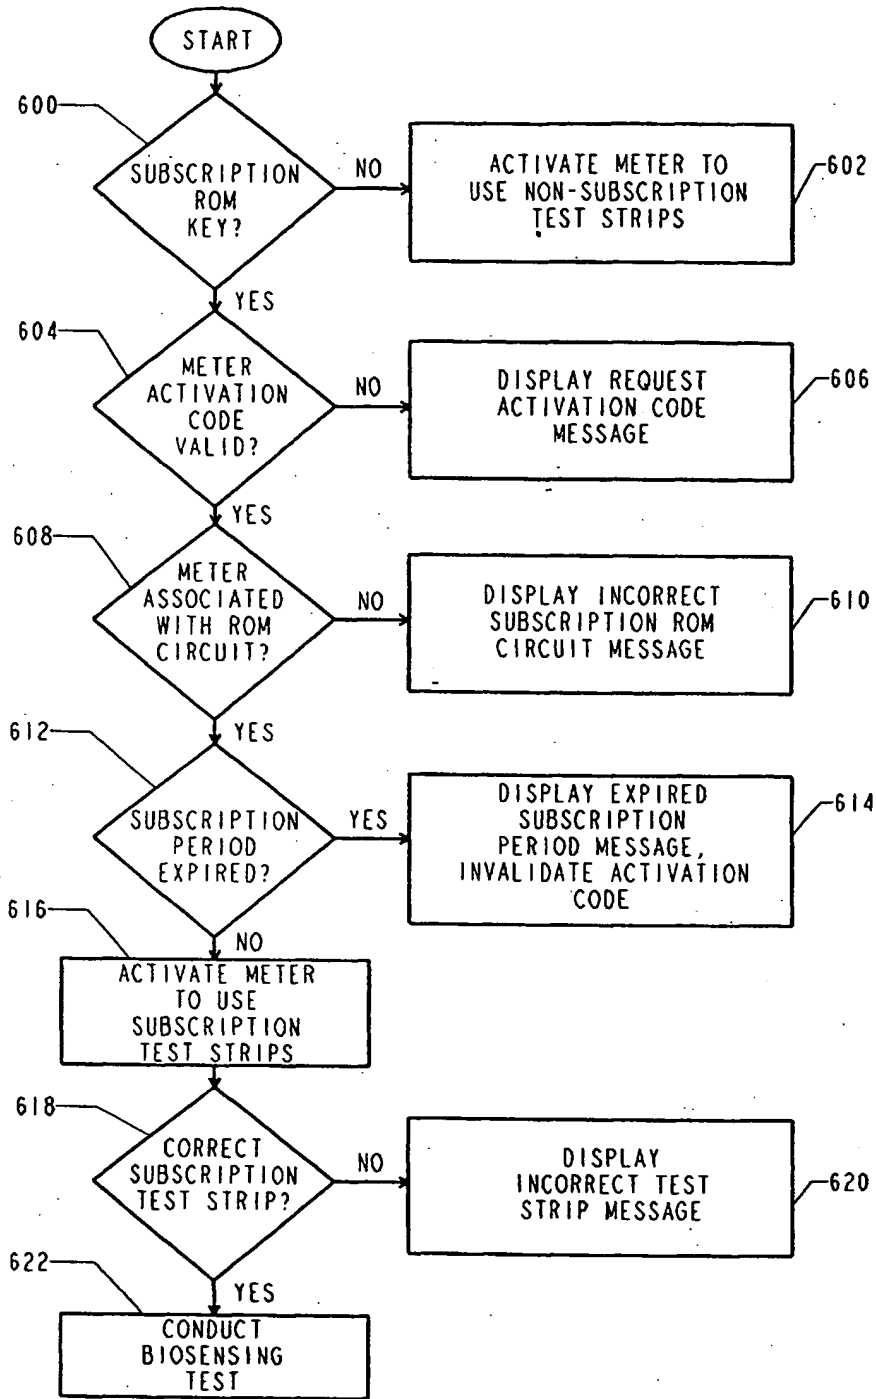 START
600
SUBSCRIPTION
ROM
KEY?
NO
ACTIVATE METER TO
USE NON-SUBSCRIPTION
TEST STRIPS
602
YES
604
METER
ACTIVATION
CODE
VALID?
NO
DISPLAY REQUEST
ACTIVATION CODE
MESSAGE
606
YES
608
METER
ASSOCIATED
WITH ROM
CIRCUIT?
NO
DISPLAY INCORRECT
SUBSCRIPTION ROM
CIRCUIT MESSAGE
610
YES
612
SUBSCRIPTION
PERIOD
EXPIRED?
YES
DISPLAY EXPIRED
SUBSCRIPTION
PERIOD MESSAGE,
INVALIDATE ACTIVATION
CODE
614
NO
616
ACTIVATE METER
TO USE
SUBSCRIPTION
TEST STRIPS
618
CORRECT
SUBSCRIPTION
TEST STRIP?
NO
DISPLAY
INCORRECT TEST
STRIP MESSAGE
620
YES
622
CONDUCT
BIOSENSING
TEST